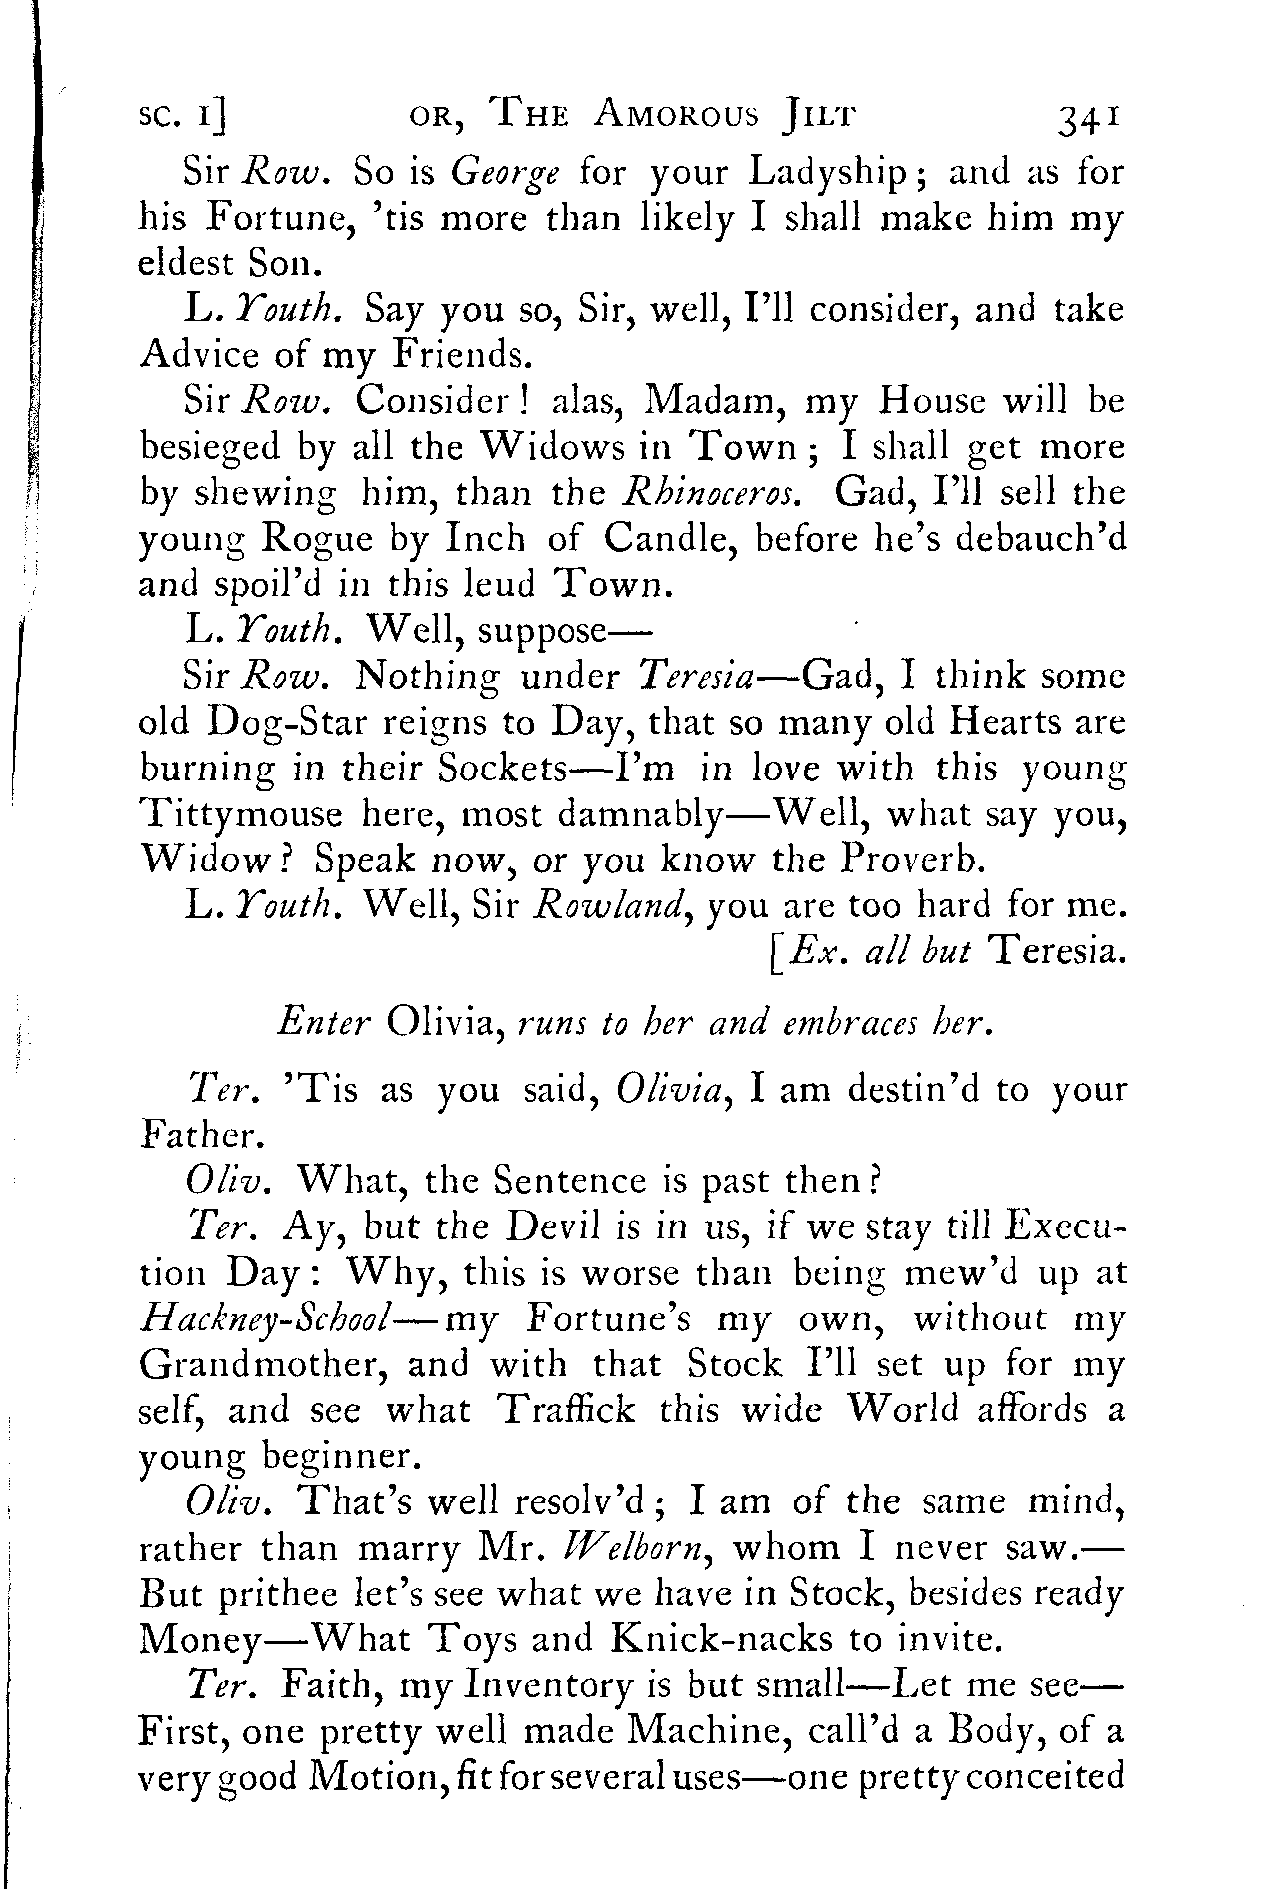 SC. I] OR, THE AMOROUS JILT 341
Sir Row. So is George for your Ladyship; and as for
his Fortune, 'tis more than likely I shall make him my
eldest Son.
L. Youth. Say you so, Sir, well, I'll consider, and take
Advice of my Friends.
Sir Row. Consider! alas, Madam, my House will be
besieged by all the Widows in Town; I shall get more
by shewing him, than the Rhinoceros. Gad, I'll sell the
young Rogue by Inch of Candle, before he's debauch'd
and spoil'd in this leud Town.
L. Youth. Well, suppose—
Sir Row. Nothing under Teresia—Gad, I think some
old Dog-Star reigns to Day, that so many old Hearts are
burning in their Sockets—I'm in love with this young
Tittymouse here, most damnably—Well, what say you,
Widow? Speak now, or you know the Proverb.
L. Youth. Well, Sir Rowland, you are too hard for me.
[Ex. all but Teresia.
Enter Olivia, runs to her and embraces her.
Ter. 'Tis as you said, Olivia, I am destin'd to your
Father.
Oliv. What, the Sentence is past then?
Ter. Ay, but the Devil is in us, if we stay till Execu-
tion Day: Why, this is worse than being mew'd up at
Hackney-School—my Fortune's my own, without my
Grandmother, and with that Stock I'll set up for my
self, and see what Traffick this wide World affords a
young beginner.
Oliv. That's well resolv'd; I am of the same mind,
rather than marry Mr. Welborn, whom I never saw.—
But prithee let's see what we have in Stock, besides ready
Money—What Toys and Knick-nacks to invite.
Ter. Faith, my Inventory is but small—Let me see—
First, one pretty well made Machine, call'd a Body, of a
very good Motion, fit for several uses—one pretty conceited